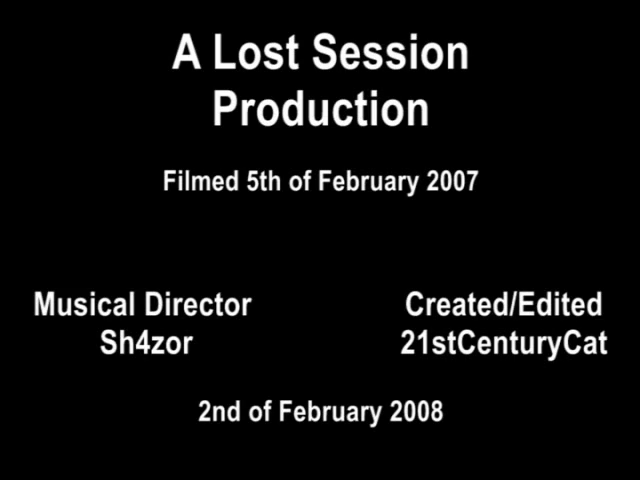 A Lost Session
Production
Filmed 5th of February 2007
Musical Director
Sh4zor
Created/Edited
21stCenturyCat
2nd of February 2008